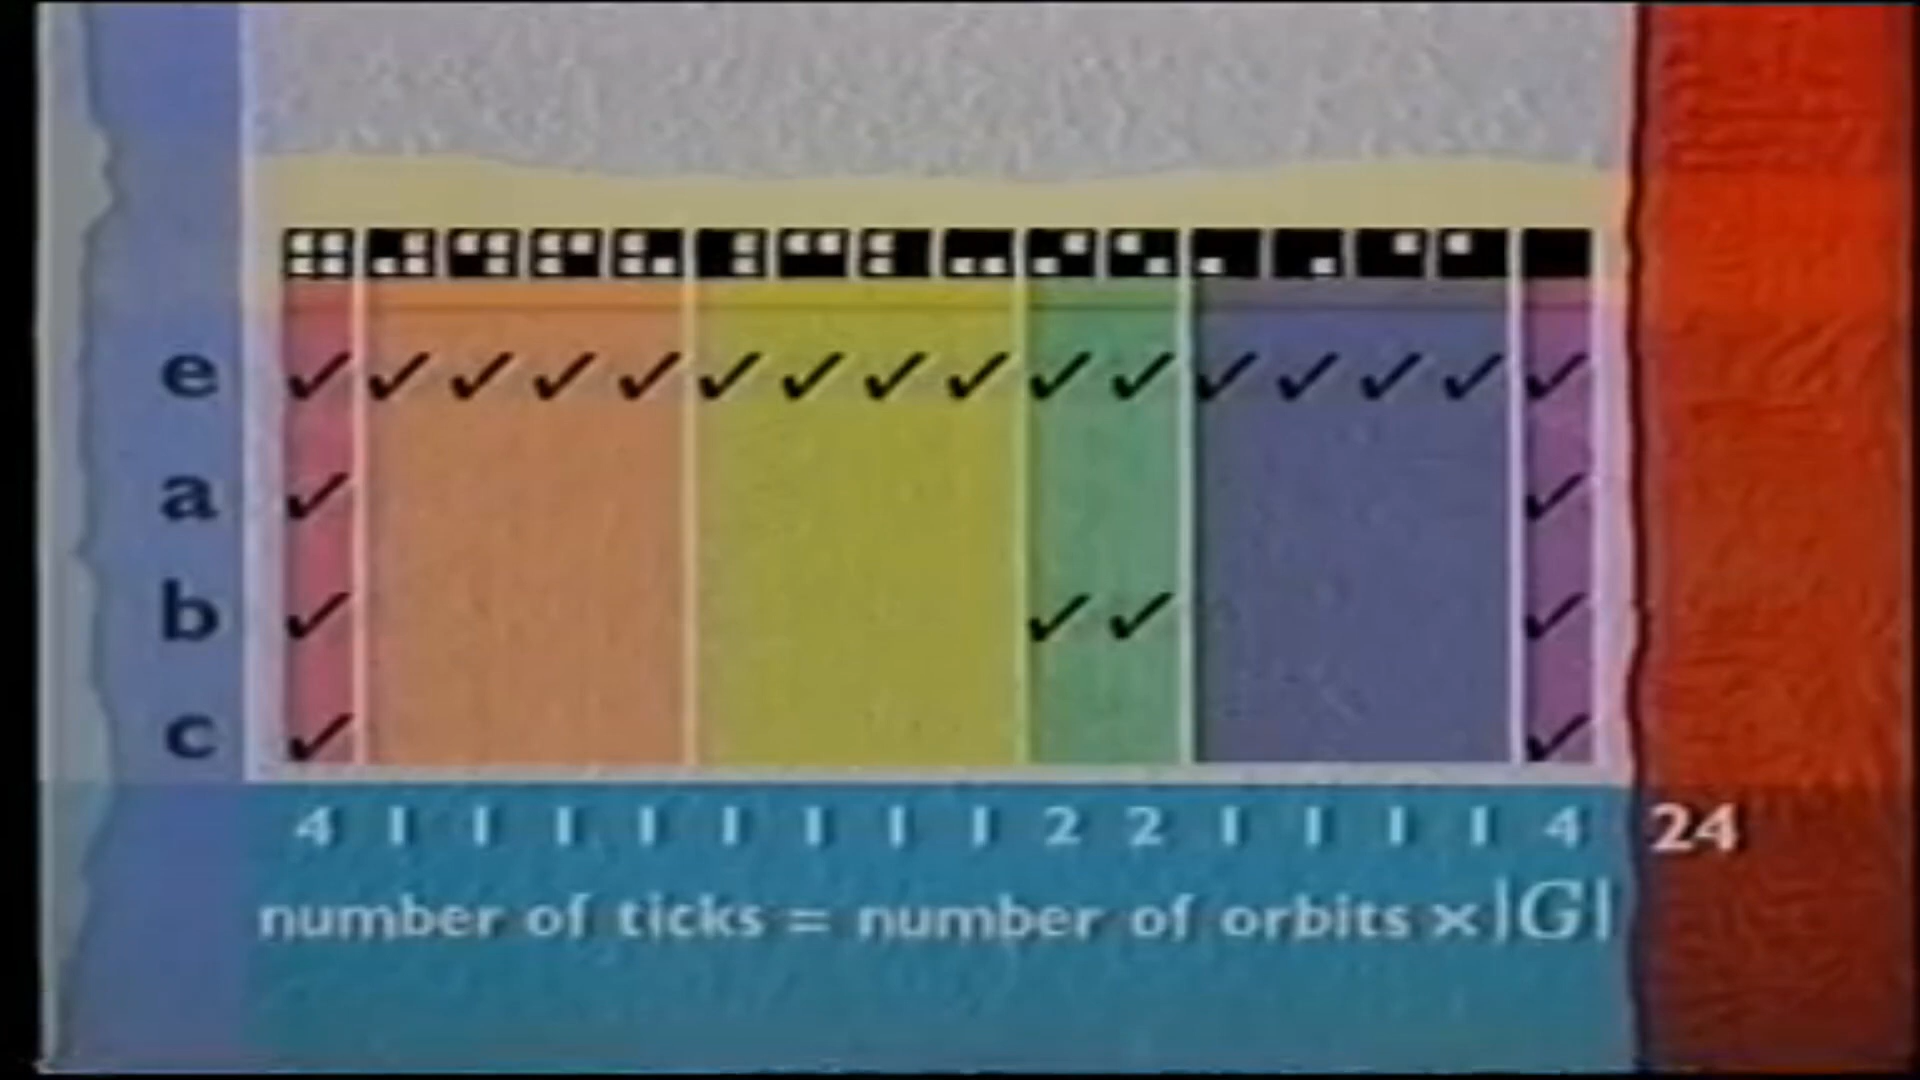 e ✓ ✓ ✓ ✓ ✓ ✓ ✓ ✓ ✓ ✓ ✓ ✓ ✓ ✓ ✓ ✓
a ✓ ✓
b ✓ ✓ ✓ ✓
c ✓ ✓
4 1 1 1 1 1 1 1 1 2 2 1 1 1 1 4 24
number of ticks = number of orbits ×|G|